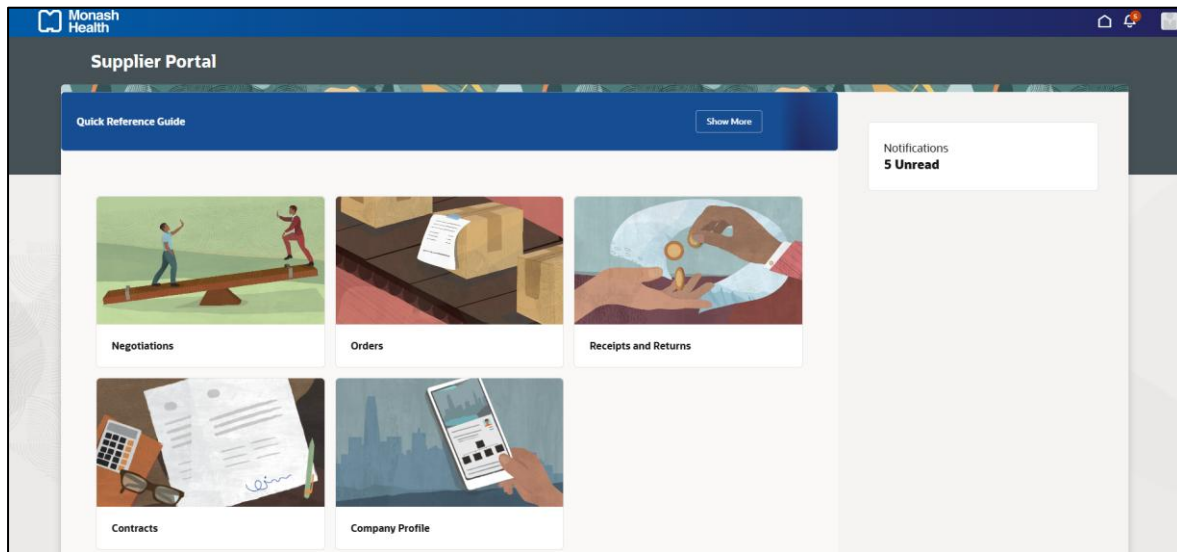 Monash
Health
5
Supplier Portal
Quick Reference Guide
Show More
Notifications
5 Unread
Negotiations
Orders
Receipts and Returns
Contracts
Company Profile